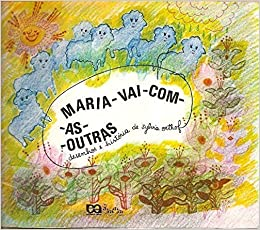 MARIA-VAI-COM-
-AS-
-OUTRAS
desenhos e história de sylvia orthof